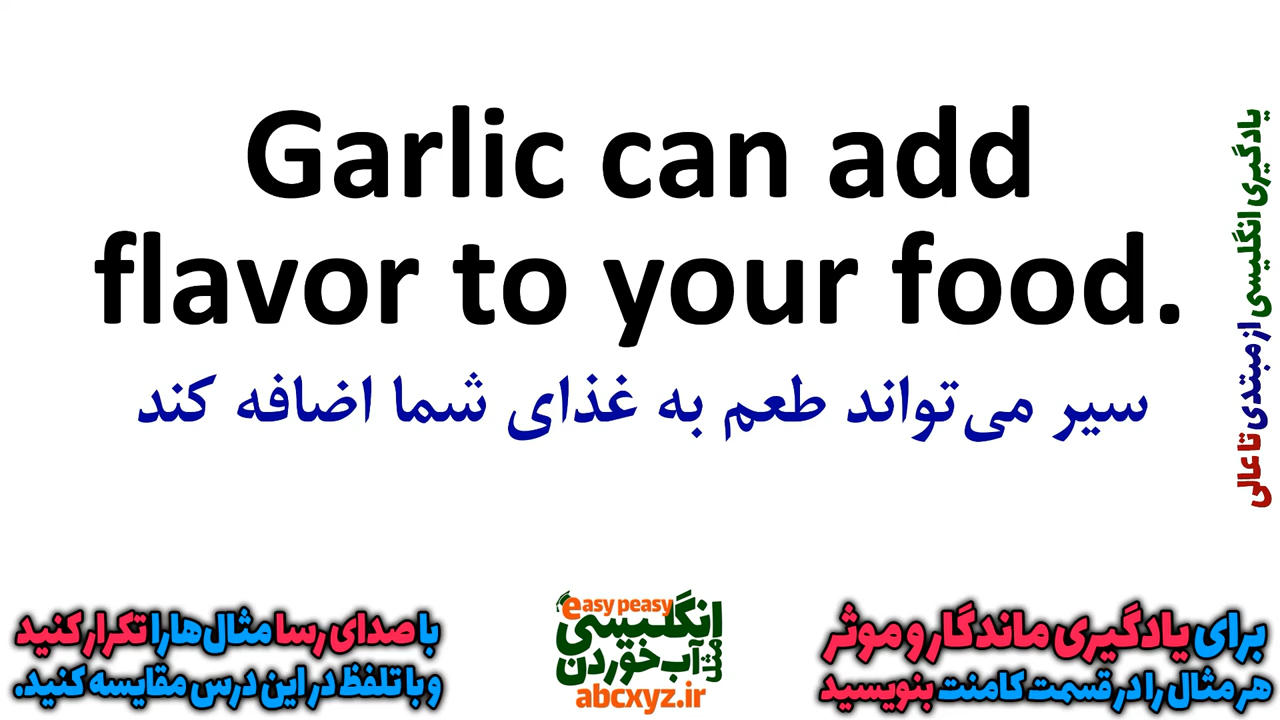 Garlic can add
flavor to your food.
سیر می‌تواند طعم به غذای شما اضافه کند
یادگیری انگلیسی از مبتدی تا عالی
برای یادگیری ماندگار و موثر
هر مثال را در قسمت کامنت بنویسید
easy peasy
انگلیسی
مثل
آب خوردن
abcxyz.ir
با صدای رسا مثال‌ها را تکرار کنید
و با تلفظ در این درس مقایسه کنید.